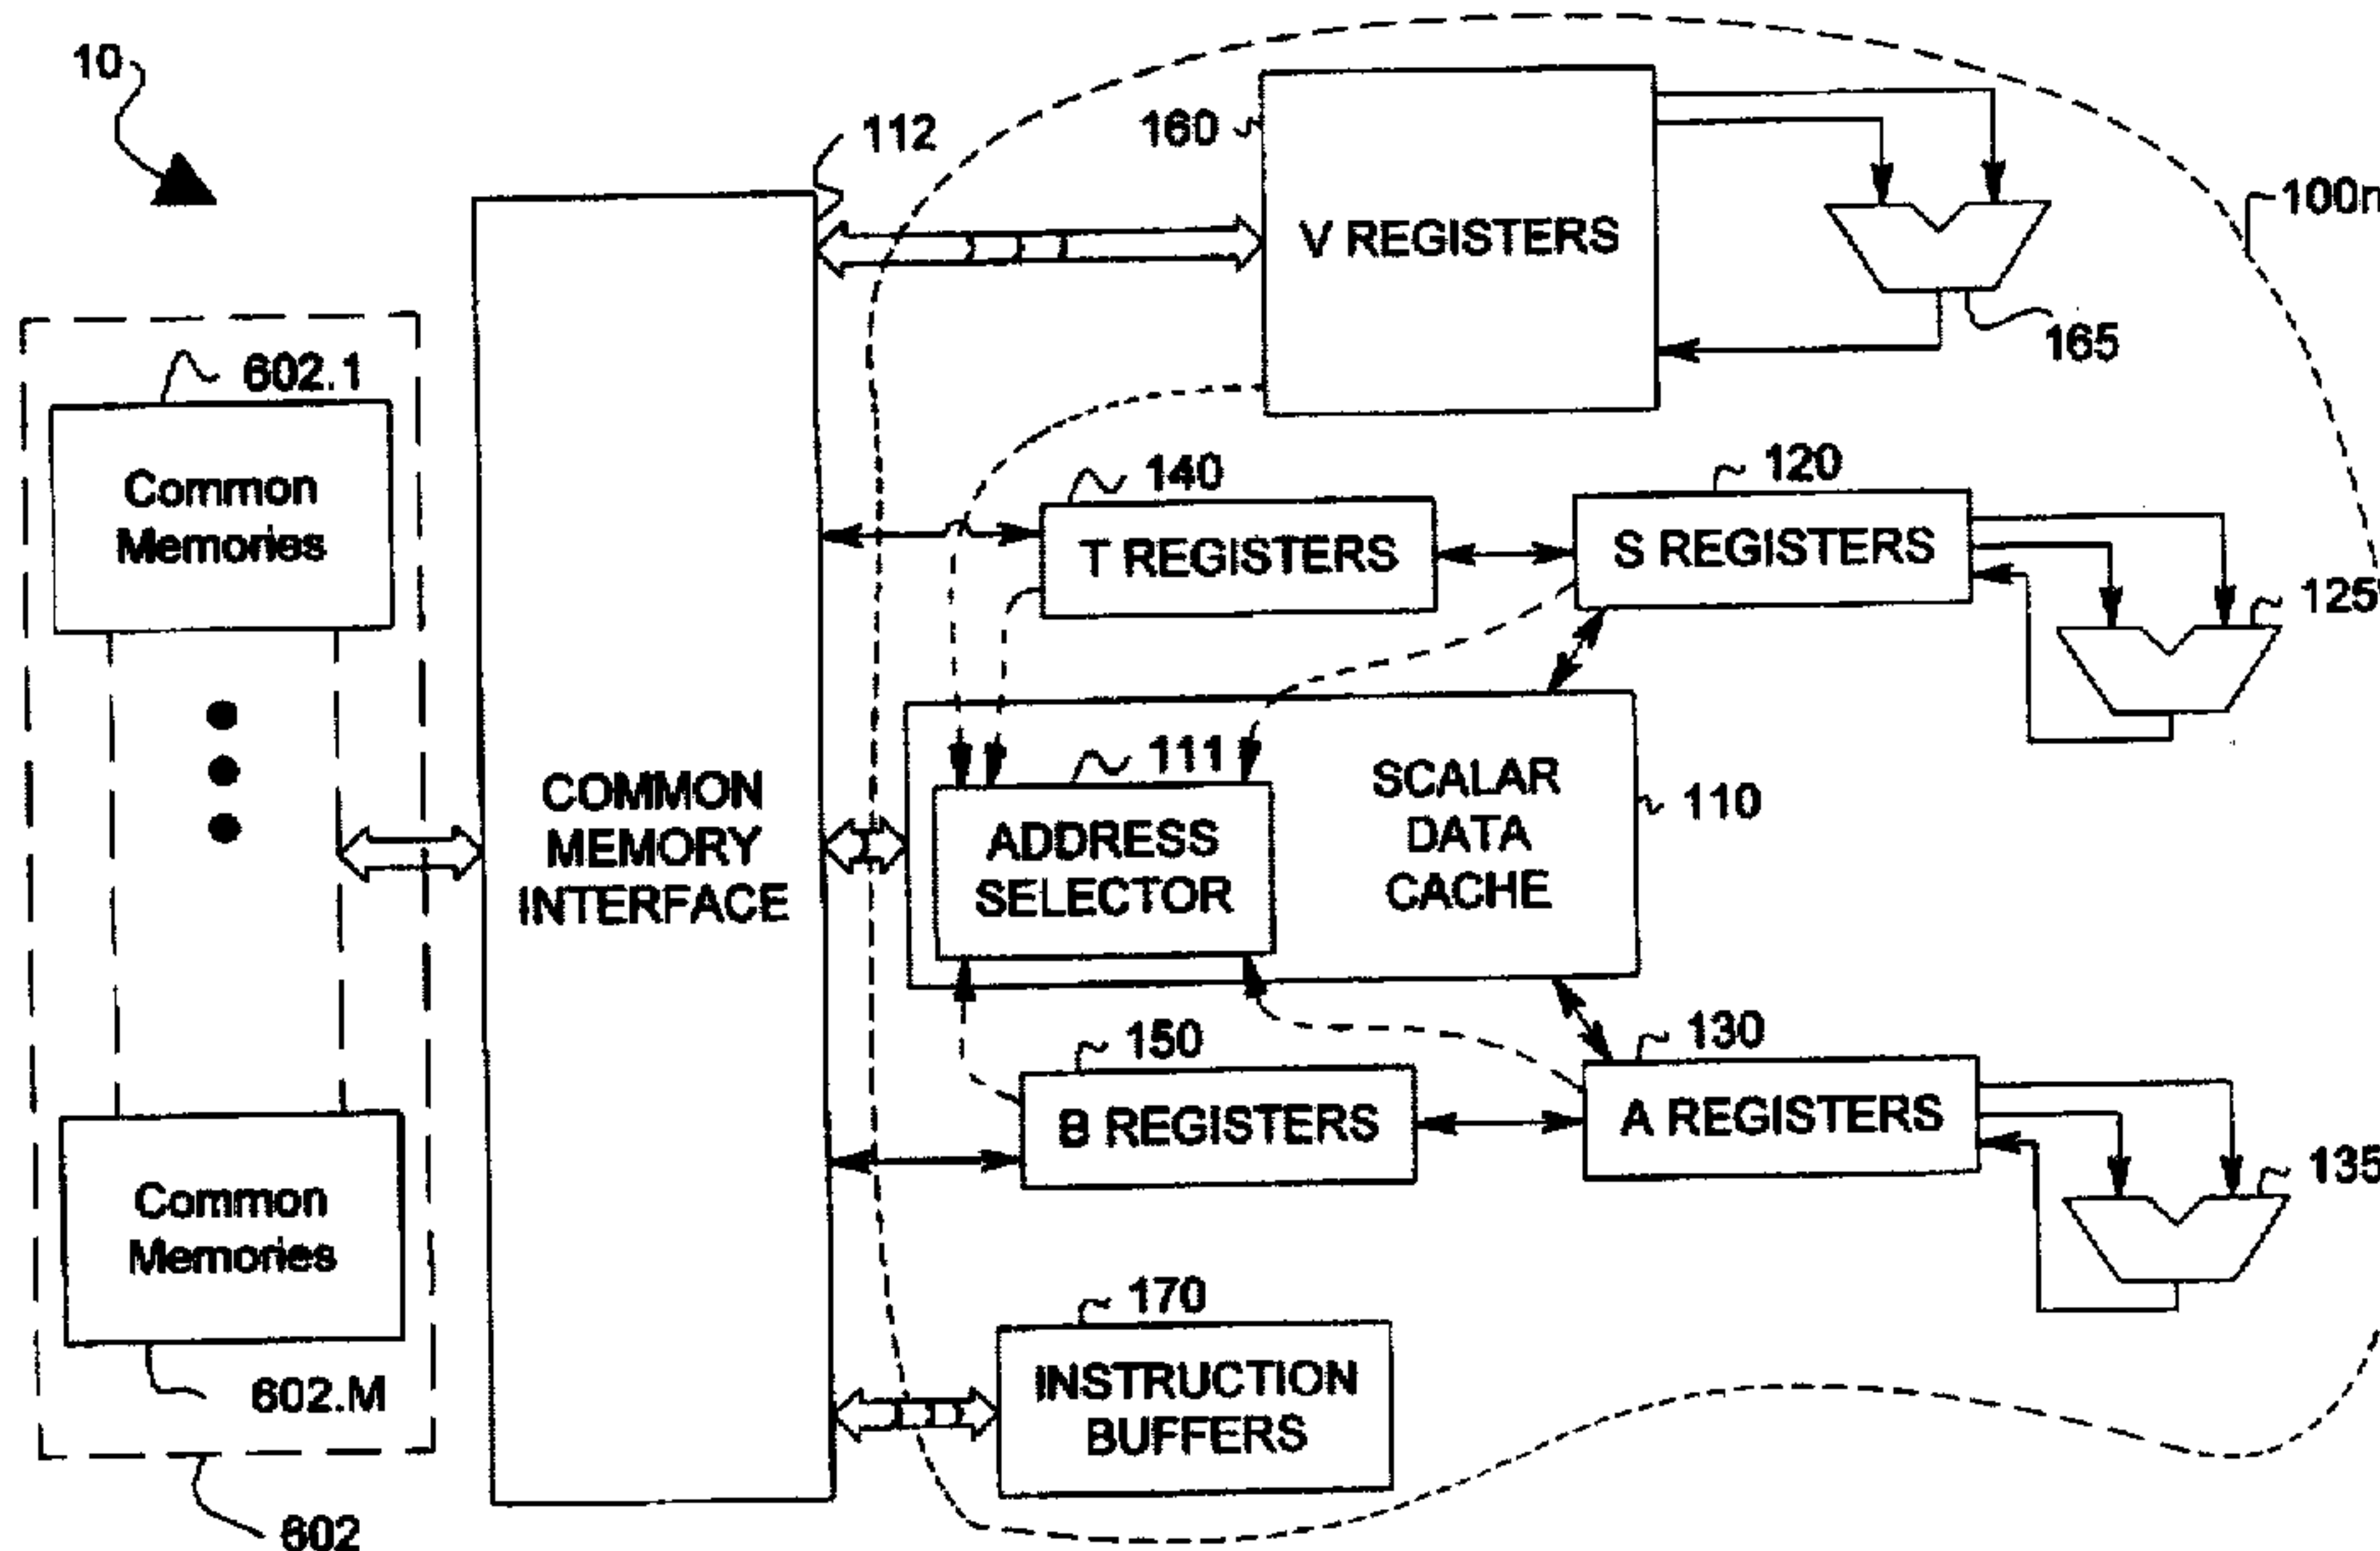 10
112
160
V REGISTERS
100n
165
602.1
Common
Memories
140
T REGISTERS
120
S REGISTERS
125
COMMON
MEMORY
INTERFACE
111
ADDRESS
SELECTOR
SCALAR
DATA
CACHE
110
150
B REGISTERS
130
A REGISTERS
135
Common
Memories
602.M
170
INSTRUCTION
BUFFERS
602